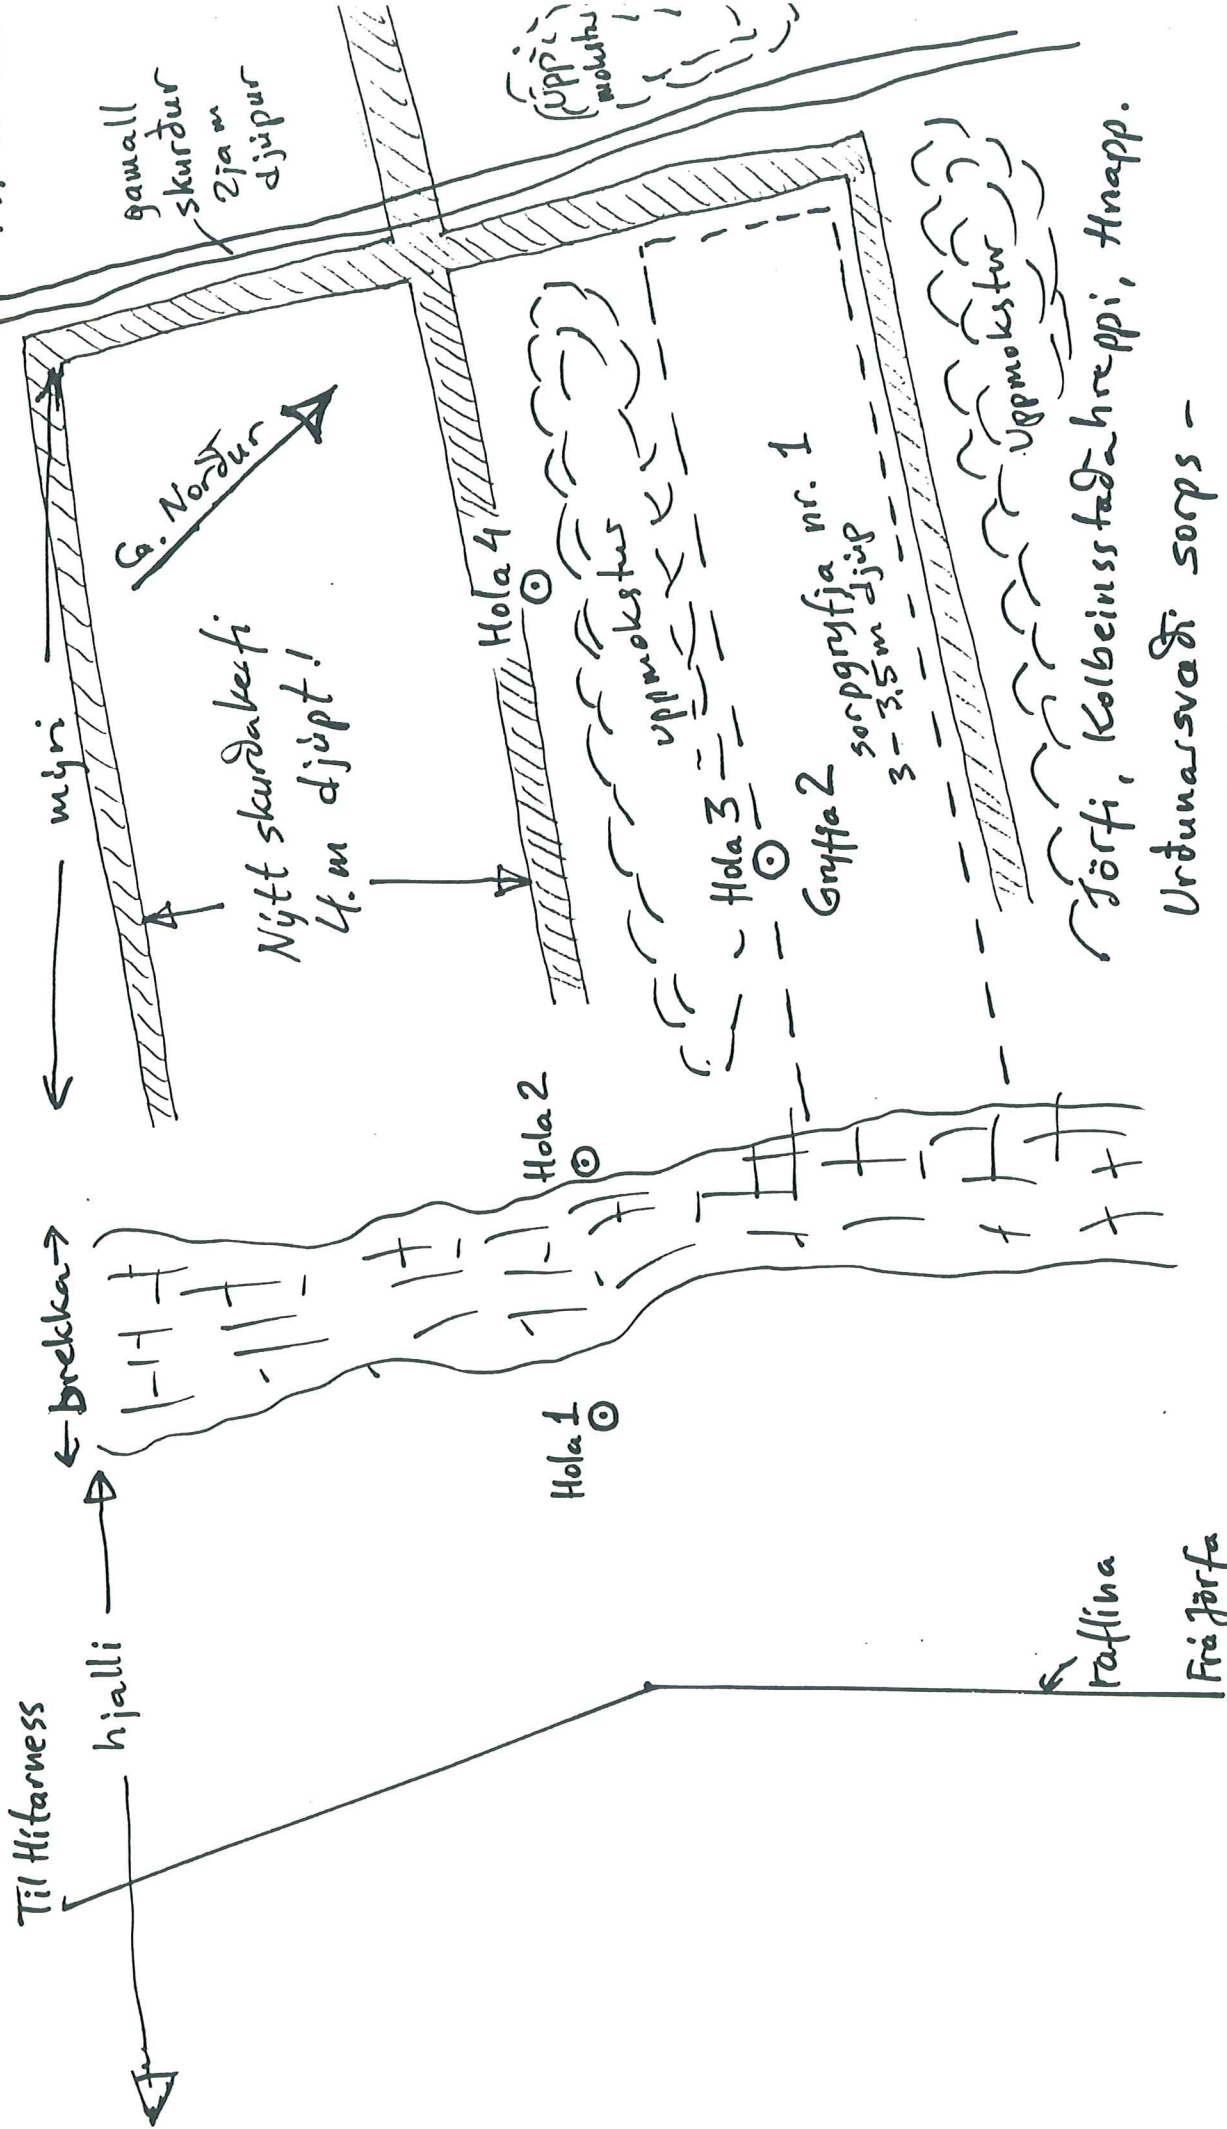 Til Hítarness
hjalli
← brekka →
mýri
gamall
skurður
2ja m
djúpur
G. Norður
Nýtt skurðakerfi
4. m djúpt!
Hola 1
Hola 2
Hola 4
Uppi
mokstur
uppmokstur
Hola 3
Gryfja 2
sorpgryfja nr. 1
3 - 3.5 m djúp
Uppmokstur
raflína
Frá Jörfa
Jörfi, Kolbeinsstaðahreppi, Hnapp.
Urðunarsvæði sorps -